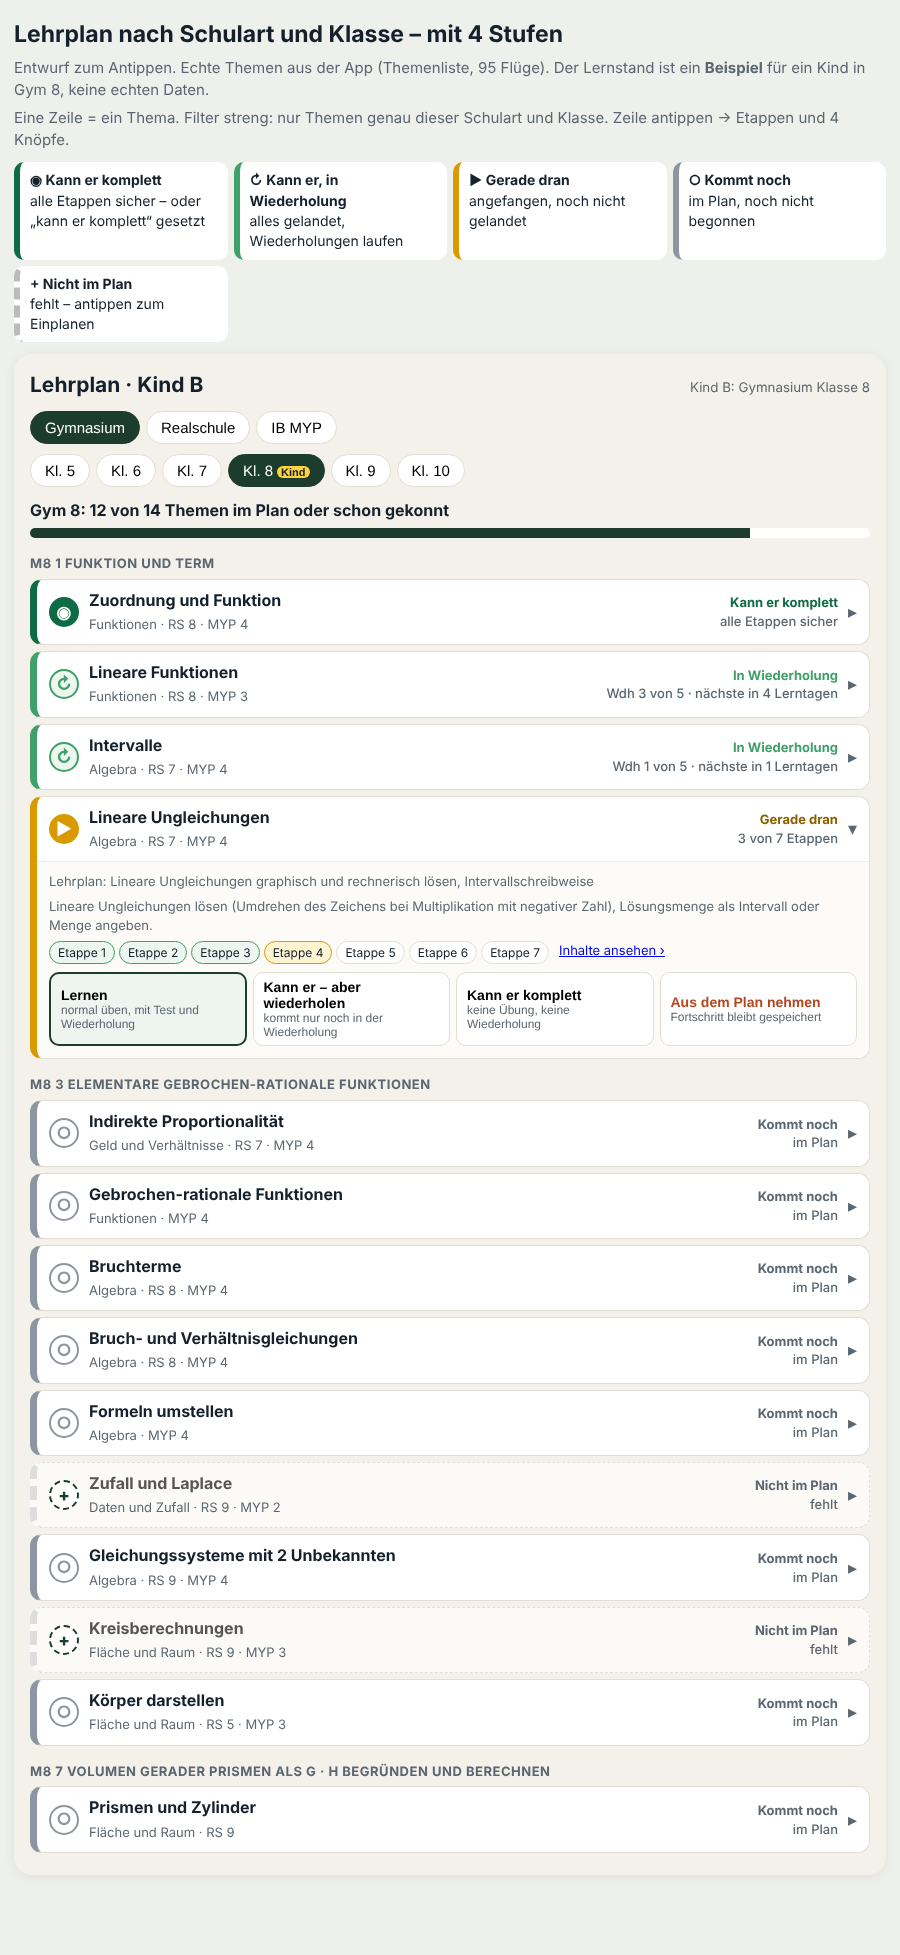 Lehrplan nach Schulart und Klasse – mit 4 Stufen
Entwurf zum Antippen. Echte Themen aus der App (Themenliste, 95 Flüge). Der Lernstand ist ein Beispiel für ein Kind in
Gym 8, keine echten Daten.
Eine Zeile = ein Thema. Filter streng: nur Themen genau dieser Schulart und Klasse. Zeile antippen → Etappen und 4
Knöpfe.
◉ Kann er komplett
alle Etappen sicher – oder
„kann er komplett“ gesetzt
↻ Kann er, in
Wiederholung
alles gelandet,
Wiederholungen laufen
▶ Gerade dran
angefangen, noch nicht
gelandet
○ Kommt noch
im Plan, noch nicht
begonnen
+ Nicht im Plan
fehlt – antippen zum
Einplanen
Lehrplan · Kind B
Kind B: Gymnasium Klasse 8
Gymnasium Realschule IB MYP
Kl. 5 Kl. 6 Kl. 7 Kl. 8 Kind Kl. 9 Kl. 10
Gym 8: 12 von 14 Themen im Plan oder schon gekonnt
M8 1 FUNKTION UND TERM
◉ Zuordnung und Funktion
Funktionen · RS 8 · MYP 4
Kann er komplett
alle Etappen sicher ▸
↻ Lineare Funktionen
Funktionen · RS 8 · MYP 3
In Wiederholung
Wdh 3 von 5 · nächste in 4 Lerntagen ▸
↻ Intervalle
Algebra · RS 7 · MYP 4
In Wiederholung
Wdh 1 von 5 · nächste in 1 Lerntagen ▸
▶ Lineare Ungleichungen
Algebra · RS 7 · MYP 4
Gerade dran
3 von 7 Etappen ▾
Lehrplan: Lineare Ungleichungen graphisch und rechnerisch lösen, Intervallschreibweise
Lineare Ungleichungen lösen (Umdrehen des Zeichens bei Multiplikation mit negativer Zahl), Lösungsmenge als Intervall oder
Menge angeben.
Etappe 1 Etappe 2 Etappe 3 Etappe 4 Etappe 5 Etappe 6 Etappe 7 Inhalte ansehen ›
Lernen
normal üben, mit Test und
Wiederholung
Kann er – aber
wiederholen
kommt nur noch in der
Wiederholung
Kann er komplett
keine Übung, keine
Wiederholung
Aus dem Plan nehmen
Fortschritt bleibt gespeichert
M8 3 ELEMENTARE GEBROCHEN-RATIONALE FUNKTIONEN
○ Indirekte Proportionalität
Geld und Verhältnisse · RS 7 · MYP 4
Kommt noch
im Plan ▸
○ Gebrochen-rationale Funktionen
Funktionen · MYP 4
Kommt noch
im Plan ▸
○ Bruchterme
Algebra · RS 8 · MYP 4
Kommt noch
im Plan ▸
○ Bruch- und Verhältnisgleichungen
Algebra · RS 8 · MYP 4
Kommt noch
im Plan ▸
○ Formeln umstellen
Algebra · MYP 4
Kommt noch
im Plan ▸
+ Zufall und Laplace
Daten und Zufall · RS 9 · MYP 2
Nicht im Plan
fehlt ▸
○ Gleichungssysteme mit 2 Unbekannten
Algebra · RS 9 · MYP 4
Kommt noch
im Plan ▸
+ Kreisberechnungen
Fläche und Raum · RS 9 · MYP 3
Nicht im Plan
fehlt ▸
○ Körper darstellen
Fläche und Raum · RS 5 · MYP 3
Kommt noch
im Plan ▸
M8 7 VOLUMEN GERADER PRISMEN ALS G · H BEGRÜNDEN UND BERECHNEN
○ Prismen und Zylinder
Fläche und Raum · RS 9
Kommt noch
im Plan ▸